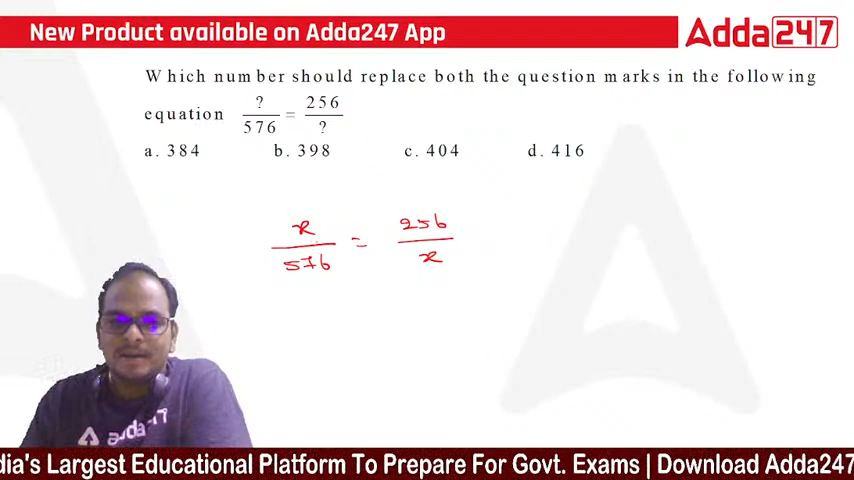 New Product available on Adda247 App
Adda247
Which number should replace both the question marks in the following
equation ?/576 = 256/?
a. 384 b. 398 c. 404 d. 416
x/576 = 256/x
adda247
dia's Largest Educational Platform To Prepare For Govt. Exams | Download Adda247